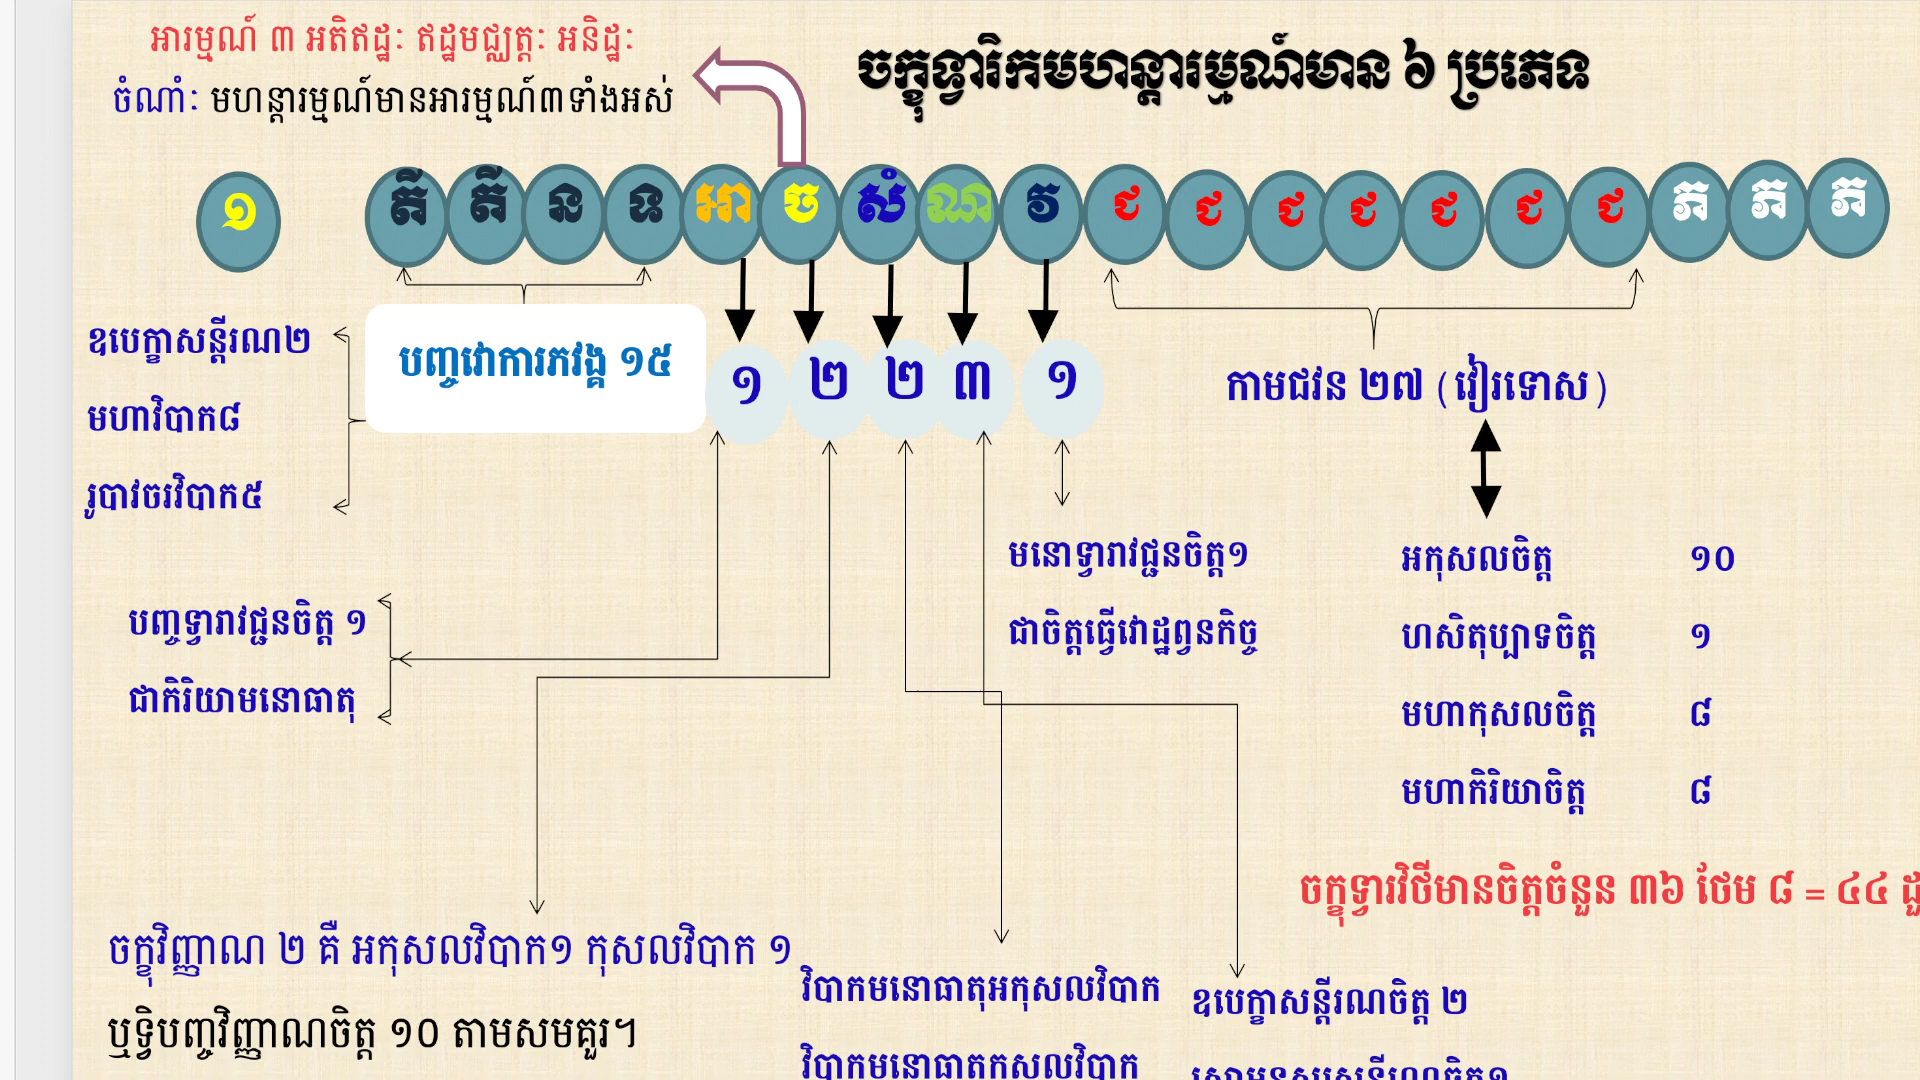 អារម្មណ៍ ៣ អតិឥដ្ឋៈ ឥដ្ឋមជ្ឈត្តៈ អនិដ្ឋៈ
ចំណាំៈ មហន្តារម្មណ៍មានអារម្មណ៍៣ទាំងអស់
ចក្ខុទ្វារិកមហន្តារម្មណ៍មាន ៦ ប្រភេទ
១ តី តី ន ទ អា ច សំ ណ វ ជ ជ ជ ជ ជ ជ ជ ភ ភ ភ
បញ្ចវោការភវង្គ ១៥
ឧបេក្ខាសន្តីរណ២
មហាវិបាក៨
រូបាវចរវិបាក៥
១ ២ ២ ៣ ១
កាមជវន ២៧ (វៀរទោស)
មនោទ្វារាវជ្ជនចិត្ត១
ជាចិត្តធ្វើវោដ្ឋព្វនកិច្ច
អកុសលចិត្ត ១០
ហសិតុប្បាទចិត្ត ១
មហាកុសលចិត្ត ៨
មហាកិរិយាចិត្ត ៨
បញ្ចទ្វារាវជ្ជនចិត្ត ១
ជាកិរិយាមនោធាតុ
ចក្ខុទ្វារវិថីមានចិត្តចំនួន ៣៦ ថែម ៨ = ៤៤ ដួ
ចក្ខុវិញ្ញាណ ២ គឺ អកុសលវិបាក១ កុសលវិបាក ១
ឬទ្វិបញ្ចវិញ្ញាណចិត្ត ១០ តាមសមគួរ។
វិបាកមនោធាតុអកុសលវិបាក
វិបាកមនោធាតុកុសលវិបាក
ឧបេក្ខាសន្តីរណចិត្ត ២